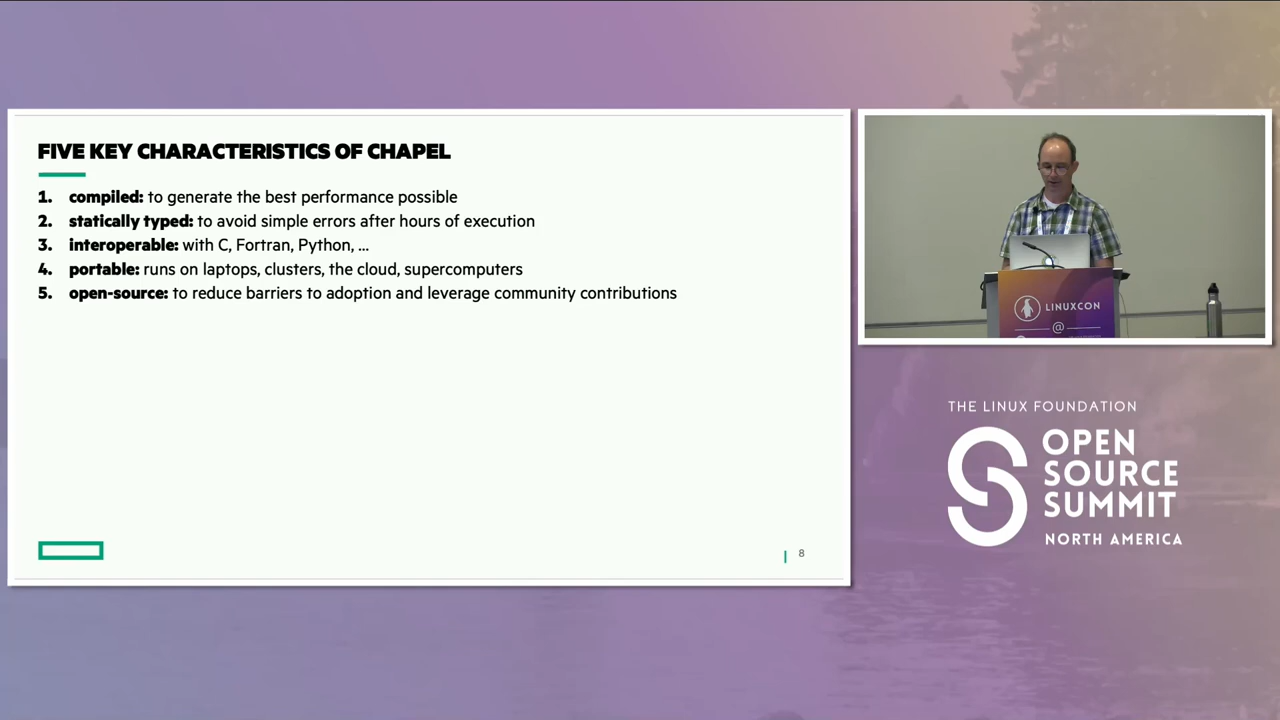 FIVE KEY CHARACTERISTICS OF CHAPEL
1. compiled: to generate the best performance possible
2. statically typed: to avoid simple errors after hours of execution
3. interoperable: with C, Fortran, Python, ...
4. portable: runs on laptops, clusters, the cloud, supercomputers
5. open-source: to reduce barriers to adoption and leverage community contributions
8
LINUXCON
@
THE LINUX FOUNDATION
OPEN
SOURCE
SUMMIT
NORTH AMERICA